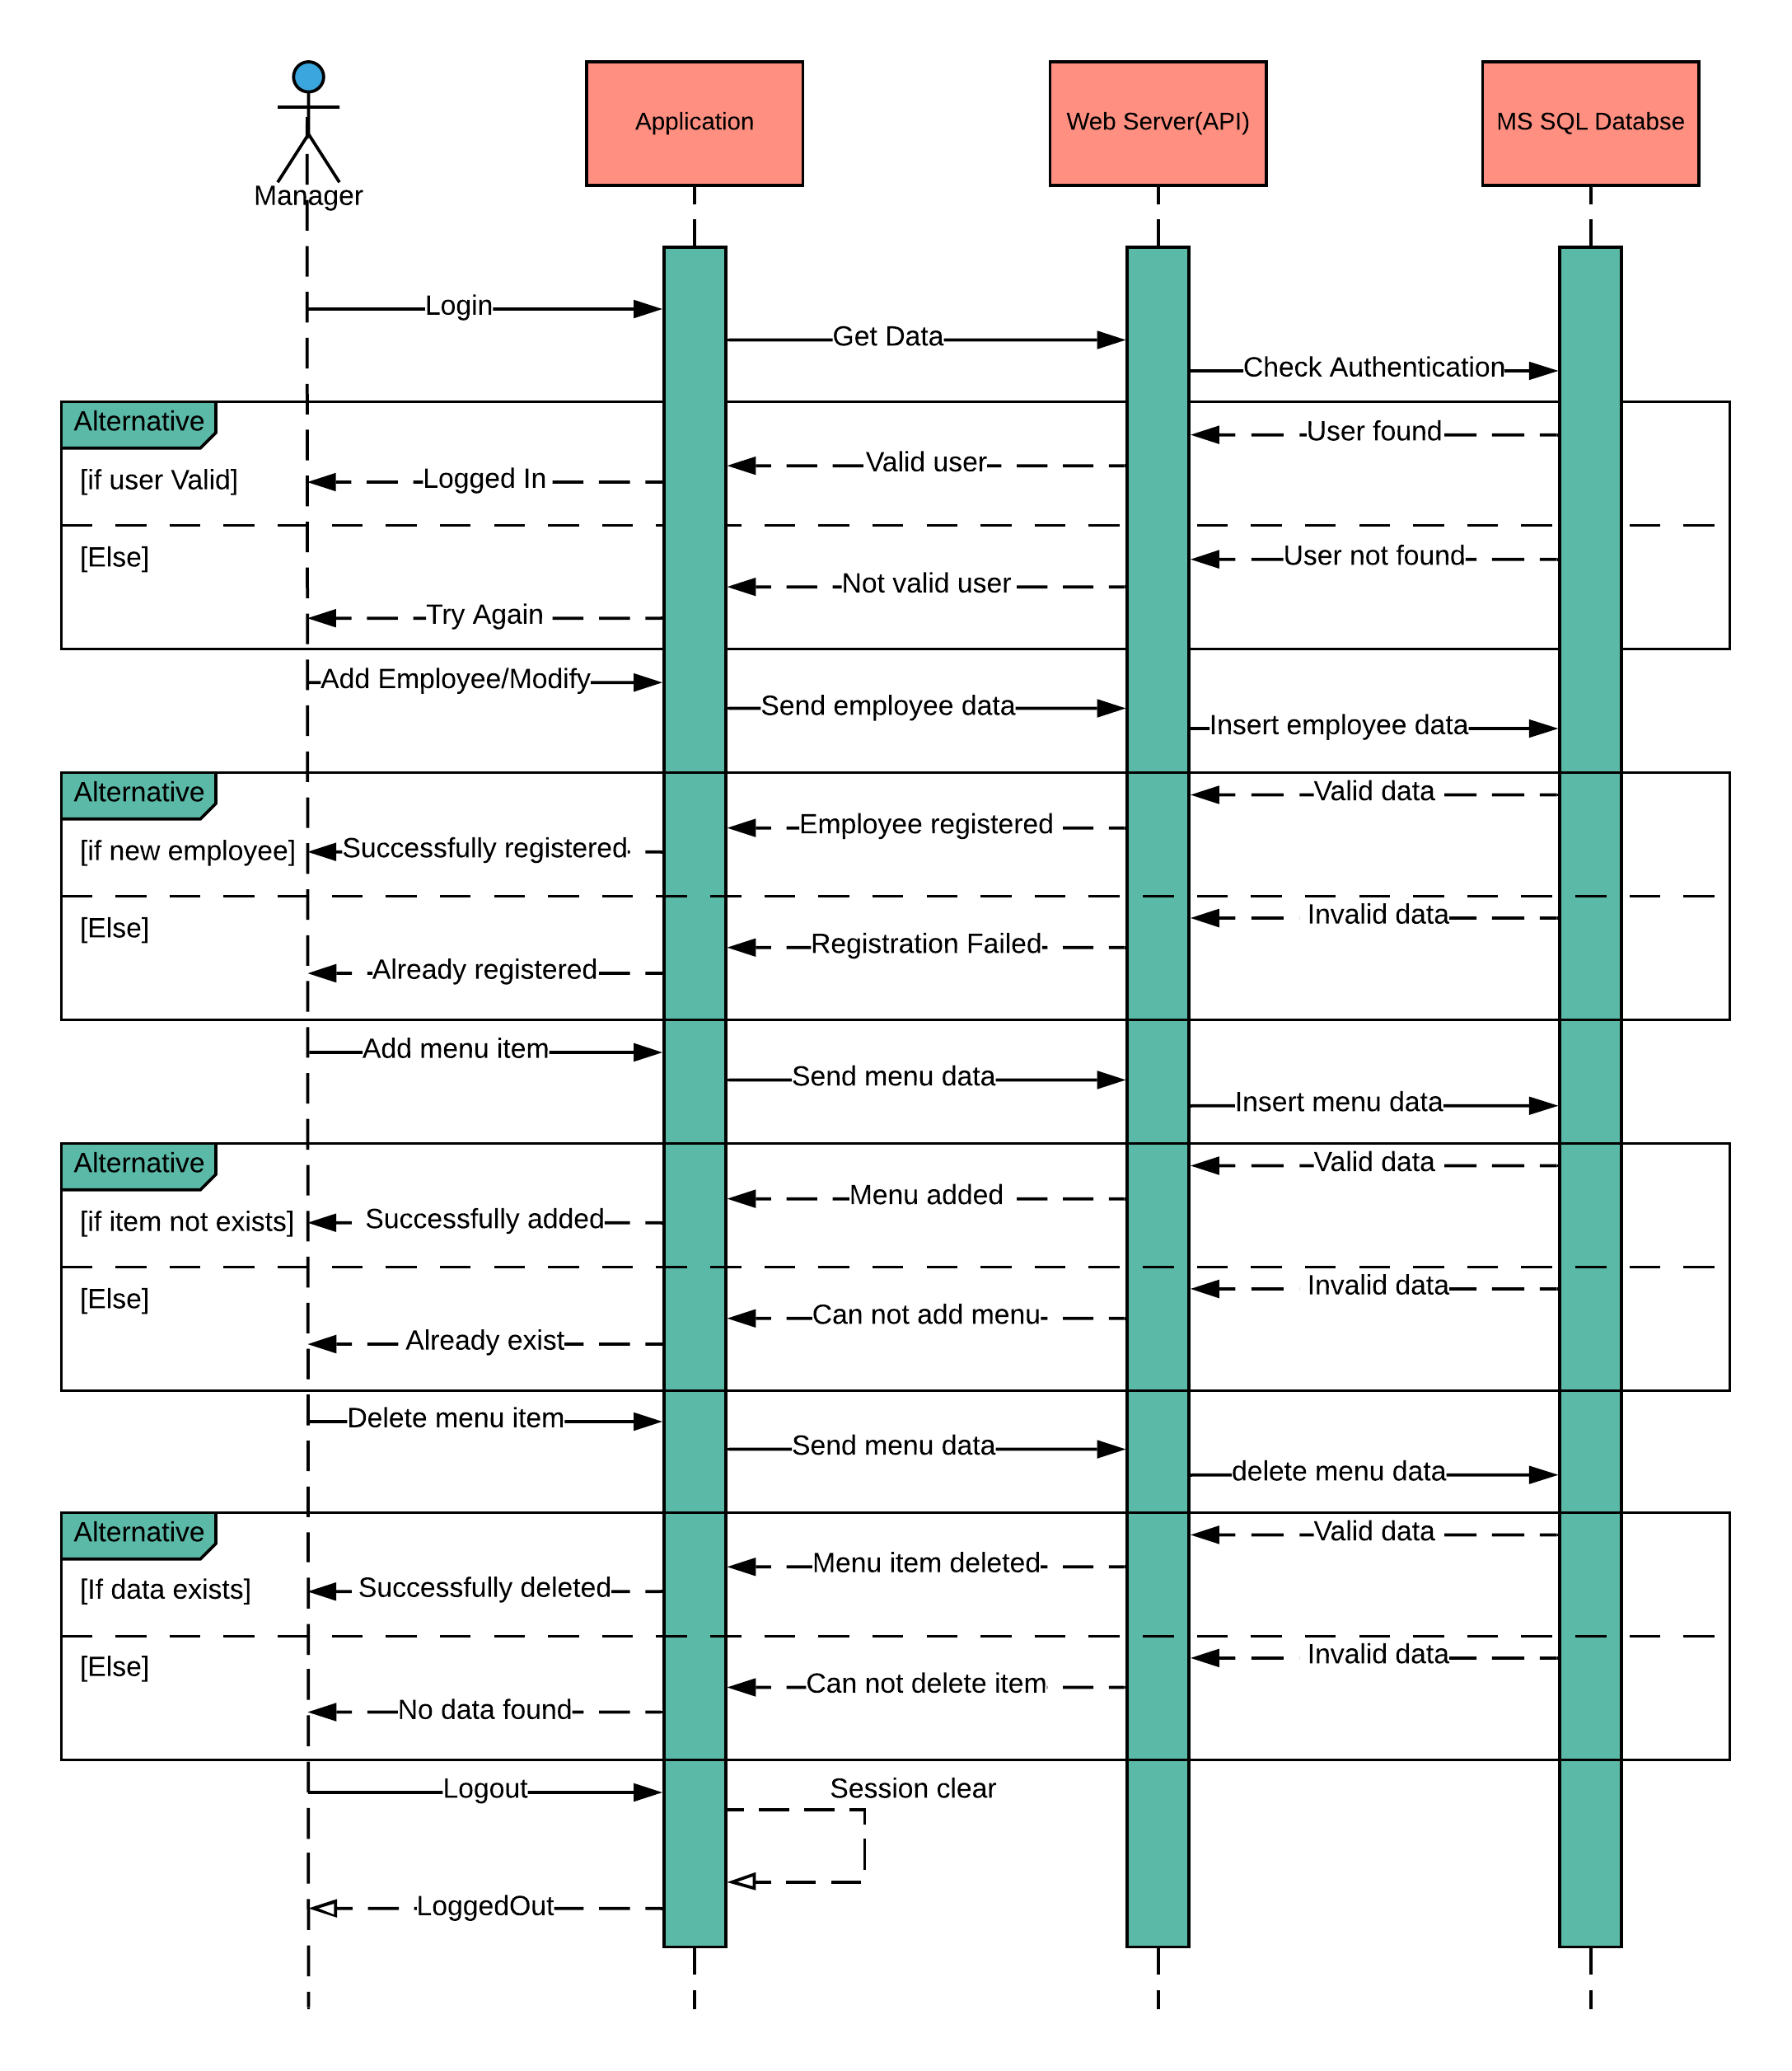 Manager
Application
Web Server(API)
MS SQL Databse
Login
Get Data
Check Authentication
Alternative
User found
Valid user
[if user Valid]
Logged In
[Else]
User not found
Not valid user
Try Again
Add Employee/Modify
Send employee data
Insert employee data
Alternative
Valid data
Employee registered
[if new employee]
Successfully registered
[Else]
Invalid data
Registration Failed
Already registered
Add menu item
Send menu data
Insert menu data
Alternative
Valid data
Menu added
[if item not exists]
Successfully added
[Else]
Invalid data
Can not add menu
Already exist
Delete menu item
Send menu data
delete menu data
Alternative
Valid data
Menu item deleted
[If data exists]
Successfully deleted
[Else]
Invalid data
Can not delete item
No data found
Logout
Session clear
LoggedOut